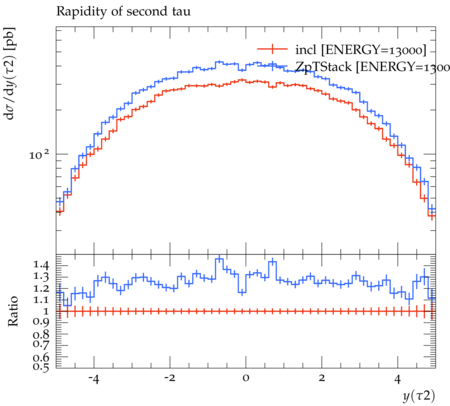 Rapidity of second tau
dσ/dy(τ2) [pb]
incl [ENERGY=13000]
ZpTStack [ENERGY=1300
10²
Ratio
1.4
1.3
1.2
1.1
1
0.9
0.8
0.7
0.6
0.5
-4 -2 0 2 4
y(τ2)